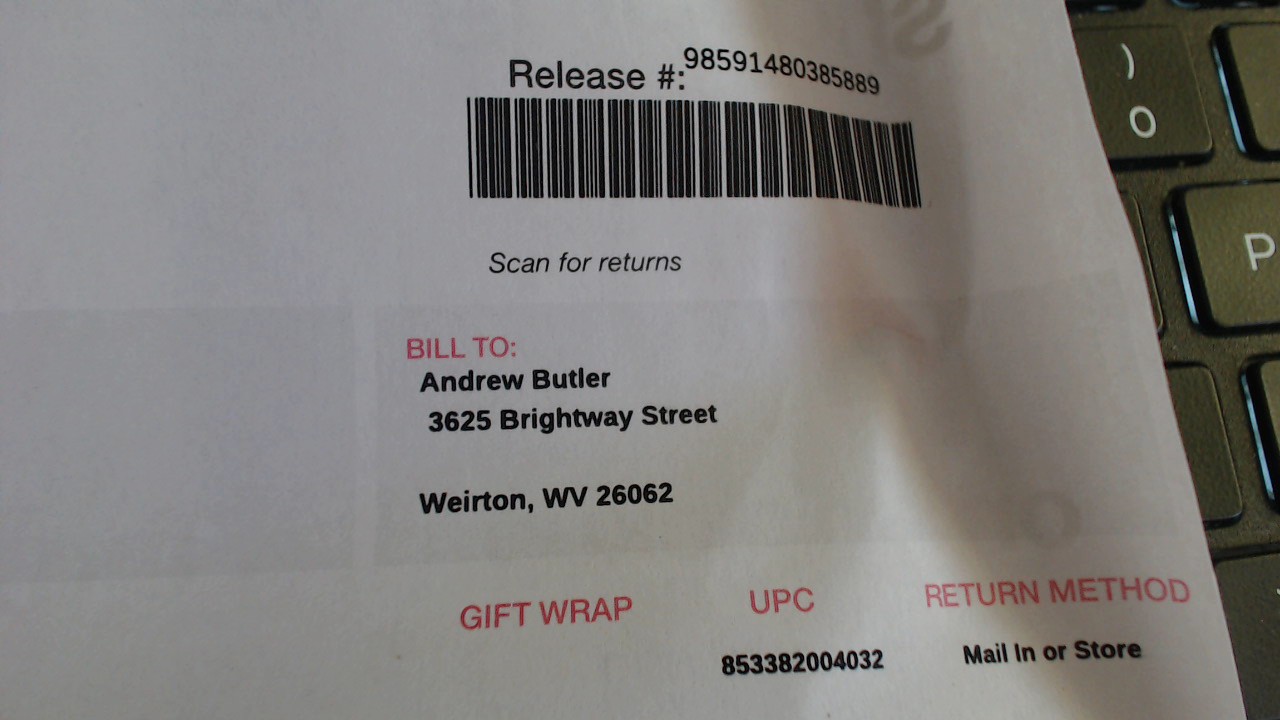 Release #: 98591480385889
Scan for returns
BILL TO:
Andrew Butler
3625 Brightway Street
Weirton, WV 26062
GIFT WRAP UPC RETURN METHOD
853382004032 Mail In or Store
)
0
P